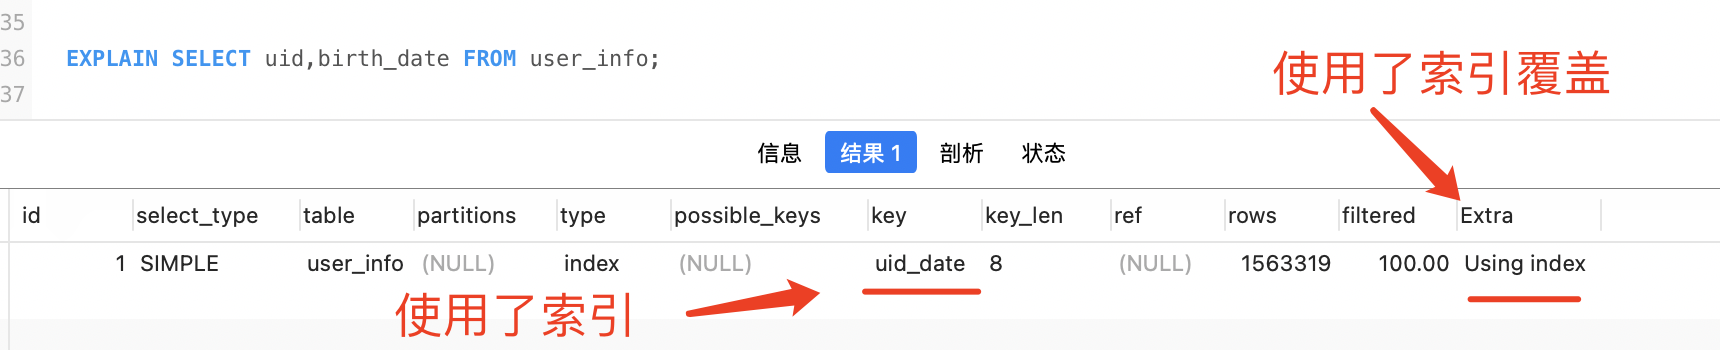 35
36 EXPLAIN SELECT uid,birth_date FROM user_info;
37
使用了索引覆盖
信息 结果 1 剖析 状态
id select_type table partitions type possible_keys key key_len ref rows filtered Extra
1 SIMPLE user_info (NULL) index (NULL) uid_date 8 (NULL) 1563319 100.00 Using index
使用了索引